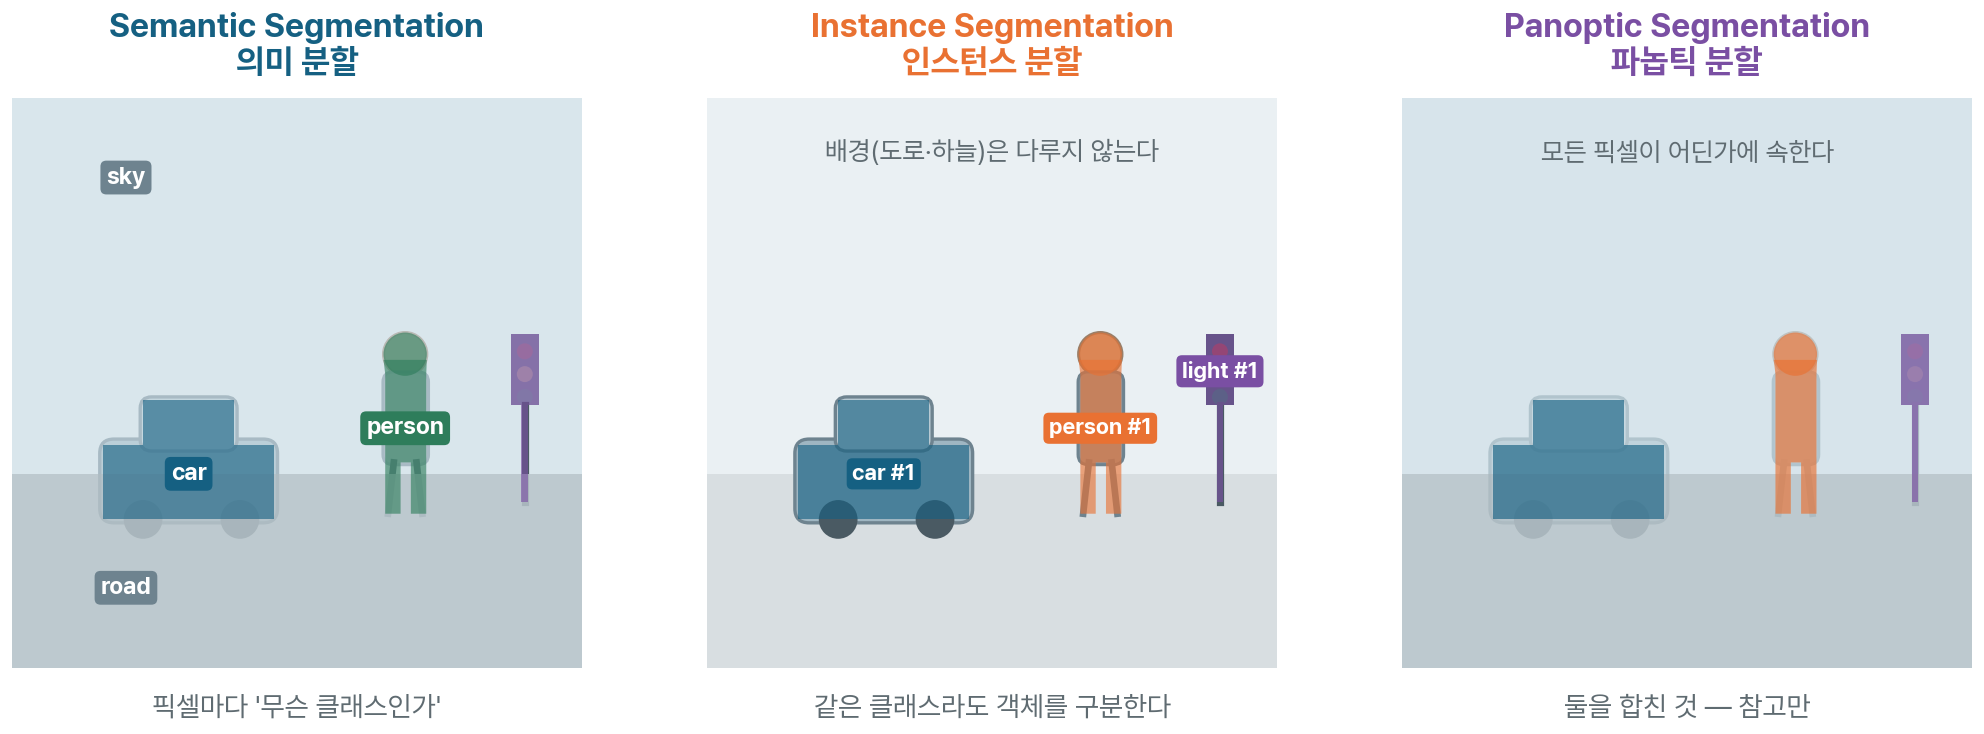 Semantic Segmentation
의미 분할
sky
car
person
road
픽셀마다 '무슨 클래스인가'
Instance Segmentation
인스턴스 분할
배경(도로·하늘)은 다루지 않는다
light #1
person #1
car #1
같은 클래스라도 객체를 구분한다
Panoptic Segmentation
파놉틱 분할
모든 픽셀이 어딘가에 속한다
둘을 합친 것 — 참고만